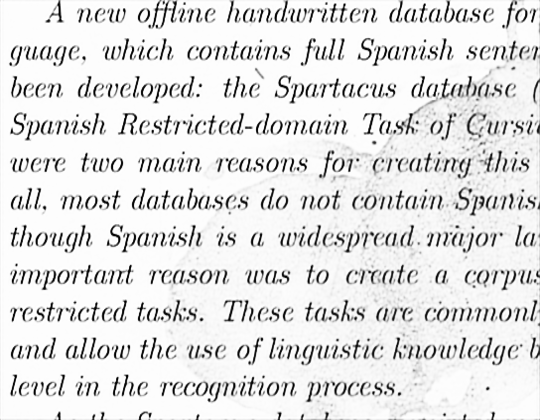 A new offline handwritten database for
guage, which contains full Spanish senten
been developed: the Spartacus database (
Spanish Restricted-domain Task of Cursi
were two main reasons for creating this
all, most databases do not contain Spanis
though Spanish is a widespread major la
important reason was to create a corpus
restricted tasks. These tasks are commonl
and allow the use of linguistic knowledge b
level in the recognition process.